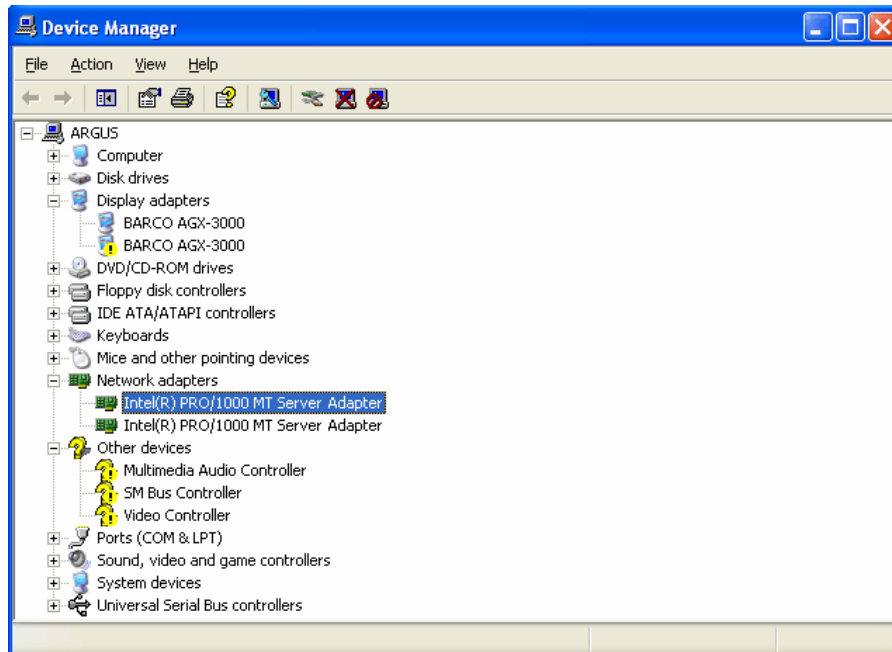 Device Manager
File Action View Help
ARGUS
Computer
Disk drives
Display adapters
BARCO AGX-3000
BARCO AGX-3000
DVD/CD-ROM drives
Floppy disk controllers
IDE ATA/ATAPI controllers
Keyboards
Mice and other pointing devices
Network adapters
Intel(R) PRO/1000 MT Server Adapter
Intel(R) PRO/1000 MT Server Adapter
Other devices
Multimedia Audio Controller
SM Bus Controller
Video Controller
Ports (COM & LPT)
Sound, video and game controllers
System devices
Universal Serial Bus controllers